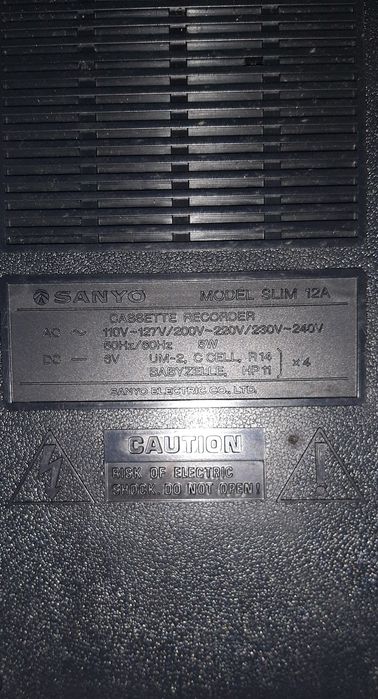 SANYO MODEL SLIM 12A
CASSETTE RECORDER
AC ~ 110V-127V/200V-220V/230V-240V
50Hz/60Hz 5W
DC ⎓ 6V UM-2, C CELL, R14 } × 4
BABYZELLE, HP11
SANYO ELECTRIC CO., LTD.
CAUTION
RISK OF ELECTRIC
SHOCK. DO NOT OPEN!